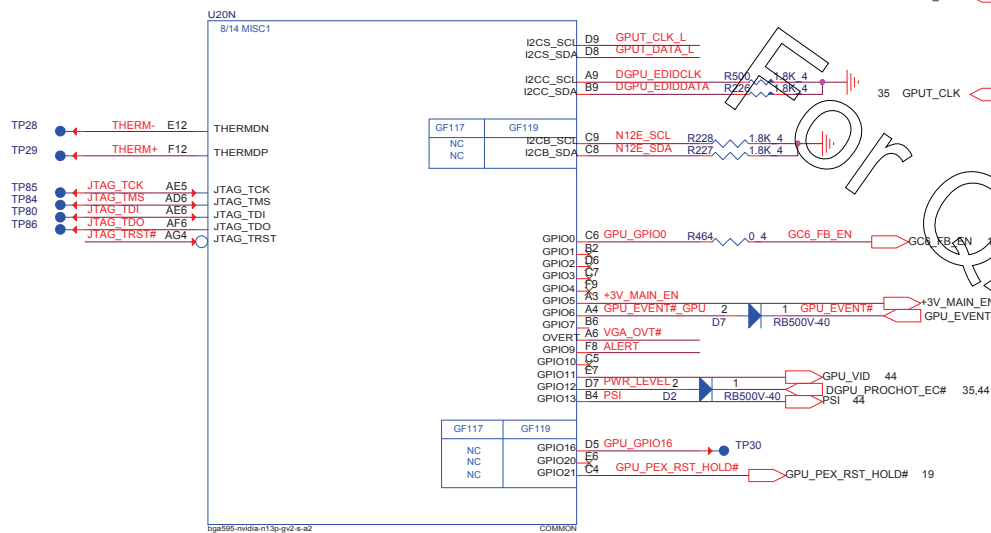 U20N
8/14 MISC1
I2CS_SCL D9 GPUT_CLK_L
I2CS_SDA D8 GPUT_DATA_L
I2CC_SCL A9 DGPU_EDIDCLK R500 1.8K_4
I2CC_SDA B9 DGPU_EDIDDATA R226 1.8K_4
35 GPUT_CLK
TP28 THERM- E12 THERMDN
TP29 THERM+ F12 THERMDP
GF117 GF119
NC I2CB_SCL C9 N12E_SCL R228 1.8K_4
NC I2CB_SDA C8 N12E_SDA R227 1.8K_4
TP85 JTAG_TCK AE5 JTAG_TCK
TP84 JTAG_TMS AD6 JTAG_TMS
TP80 JTAG_TDI AE6 JTAG_TDI
TP86 JTAG_TDO AF6 JTAG_TDO
JTAG_TRST# AG4 JTAG_TRST
GPIO0 C6 GPU_GPIO0 R464 0_4 GC6_FB_EN GC6_FB_EN
GPIO1 B2
GPIO2 D6
GPIO3 C7
GPIO4 F9
GPIO5 A3 +3V_MAIN_EN +3V_MAIN_EN
GPIO6 A4 GPU_EVENT#_GPU 2 D7 1 RB500V-40 GPU_EVENT# GPU_EVENT
GPIO7 B6
OVERT A6 VGA_OVT#
GPIO9 F8 ALERT
GPIO10 C5
GPIO11 E7 GPU_VID 44
GPIO12 D7 PWR_LEVEL 2 D2 1 RB500V-40 DGPU_PROCHOT_EC# 35,44
GPIO13 B4 PSI PSI 44
GF117 GF119
NC GPIO16 D5 GPU_GPIO16 TP30
NC GPIO20 E6
NC GPIO21 C4 GPU_PEX_RST_HOLD# GPU_PEX_RST_HOLD# 19
bga595-nvidia-n13p-gv2-s-a2 COMMON
For Q